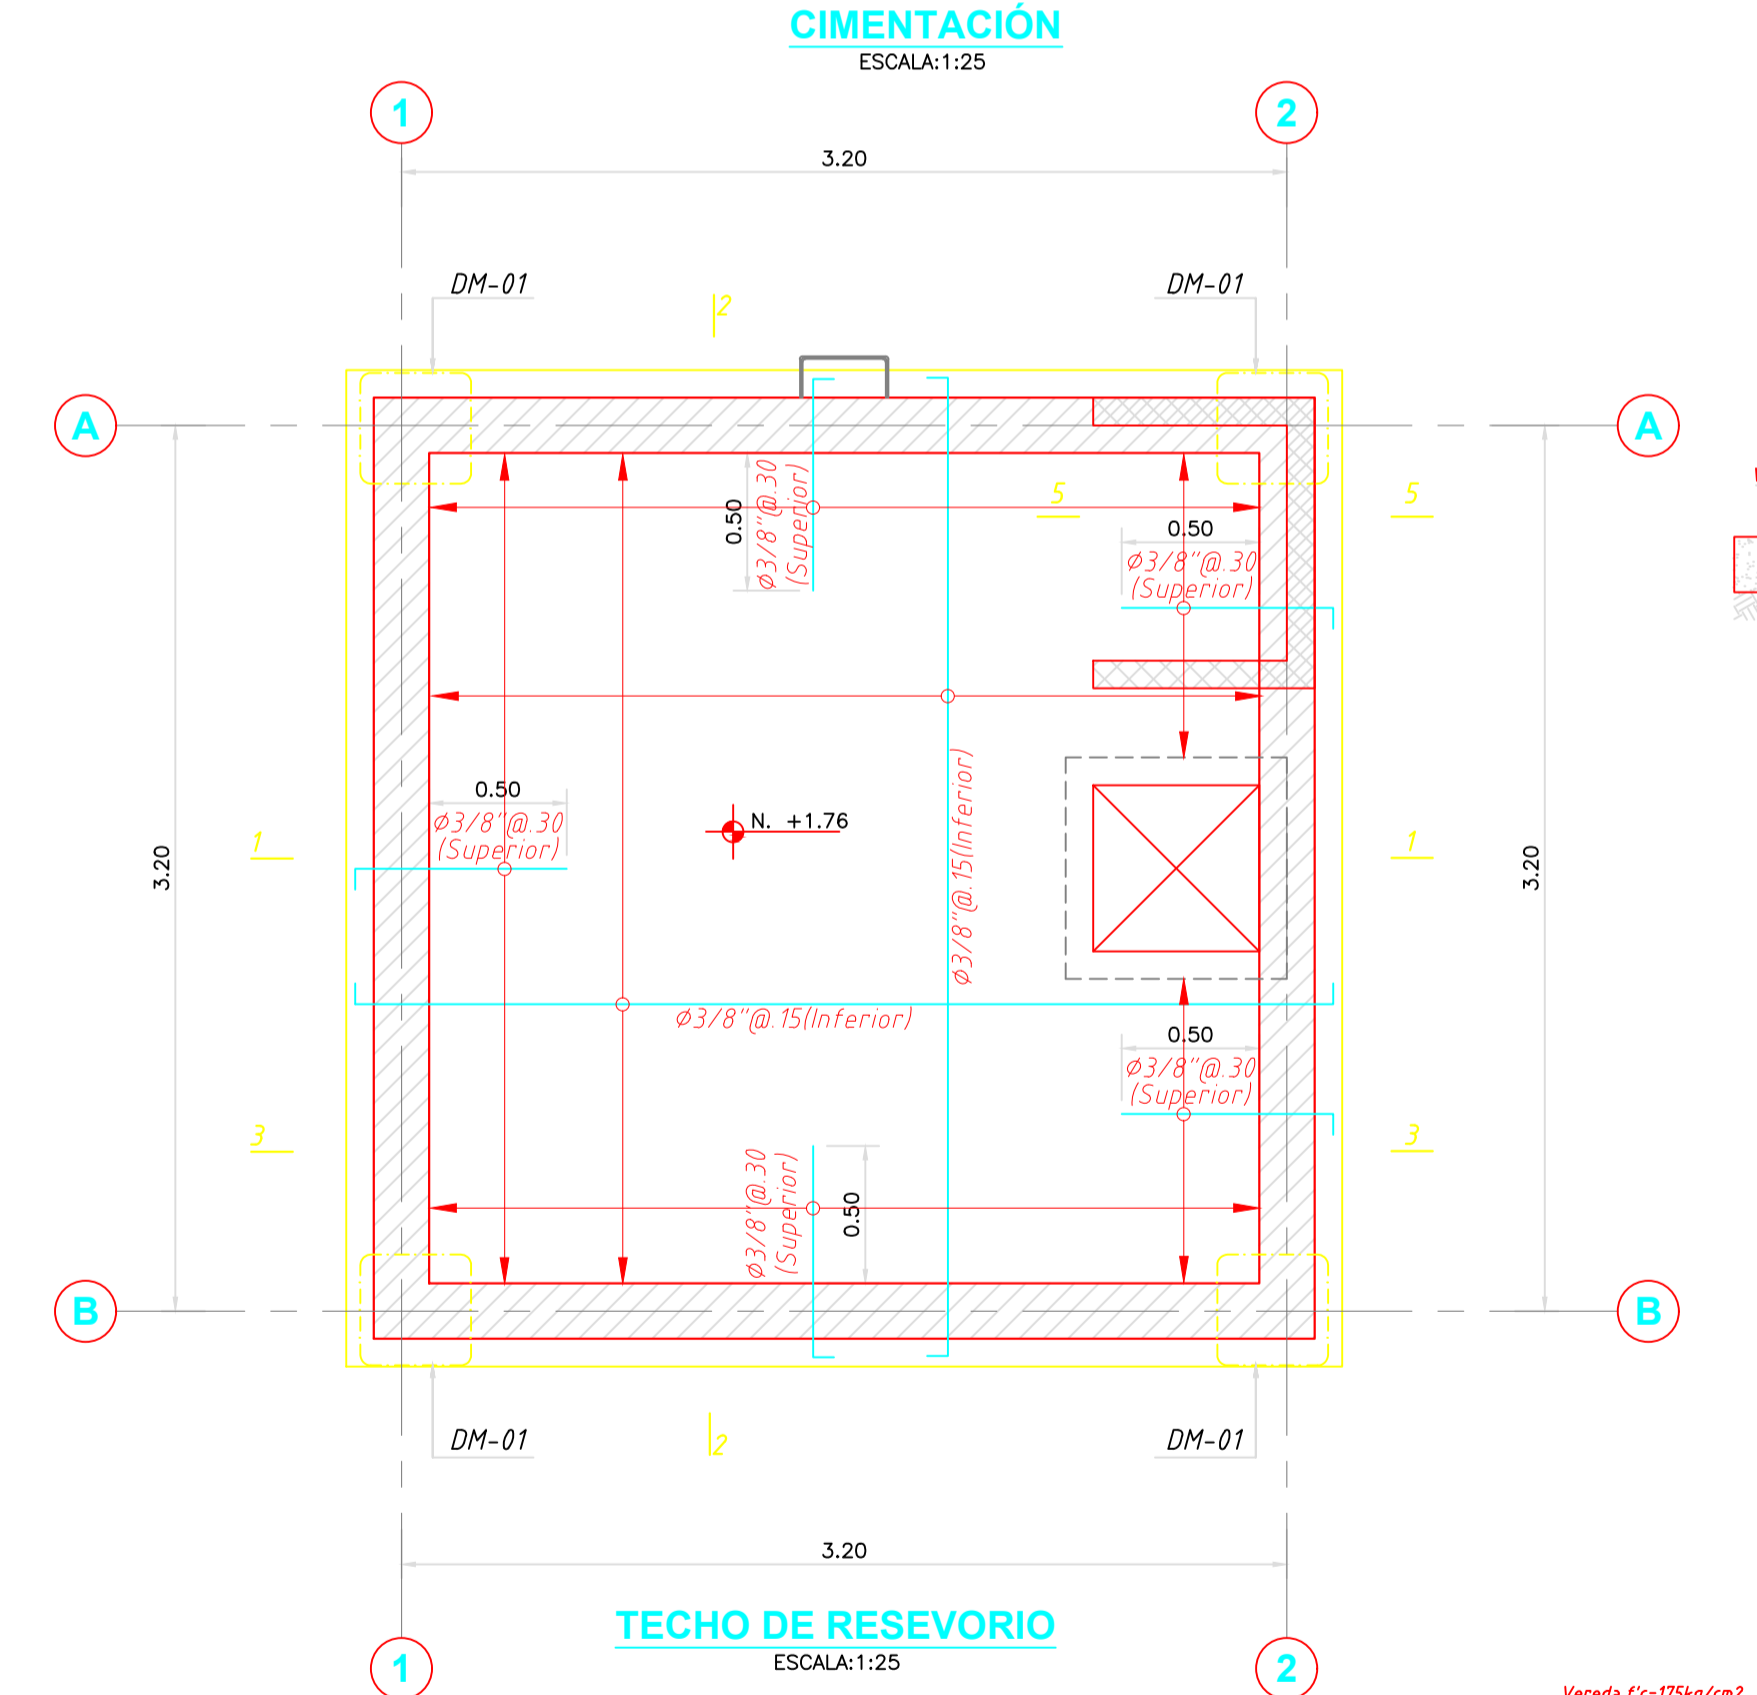 CIMENTACIÓN
ESCALA:1:25
1
2
3.20
DM-01
DM-01
2
A
A
Ø3/8"@.30
(Superior)
0.50
5
5
0.50
Ø3/8"@.30
(Superior)
0.50
Ø3/8"@.30
(Superior)
N. +1.76
Ø3/8"@.15(Inferior)
1
1
3.20
3.20
Ø3/8"@.15(Inferior)
0.50
Ø3/8"@.30
(Superior)
3
3
Ø3/8"@.30
(Superior)
0.50
B
B
DM-01
DM-01
2
3.20
TECHO DE RESEVORIO
ESCALA:1:25
1
2
Vereda f'c=175kg/cm2